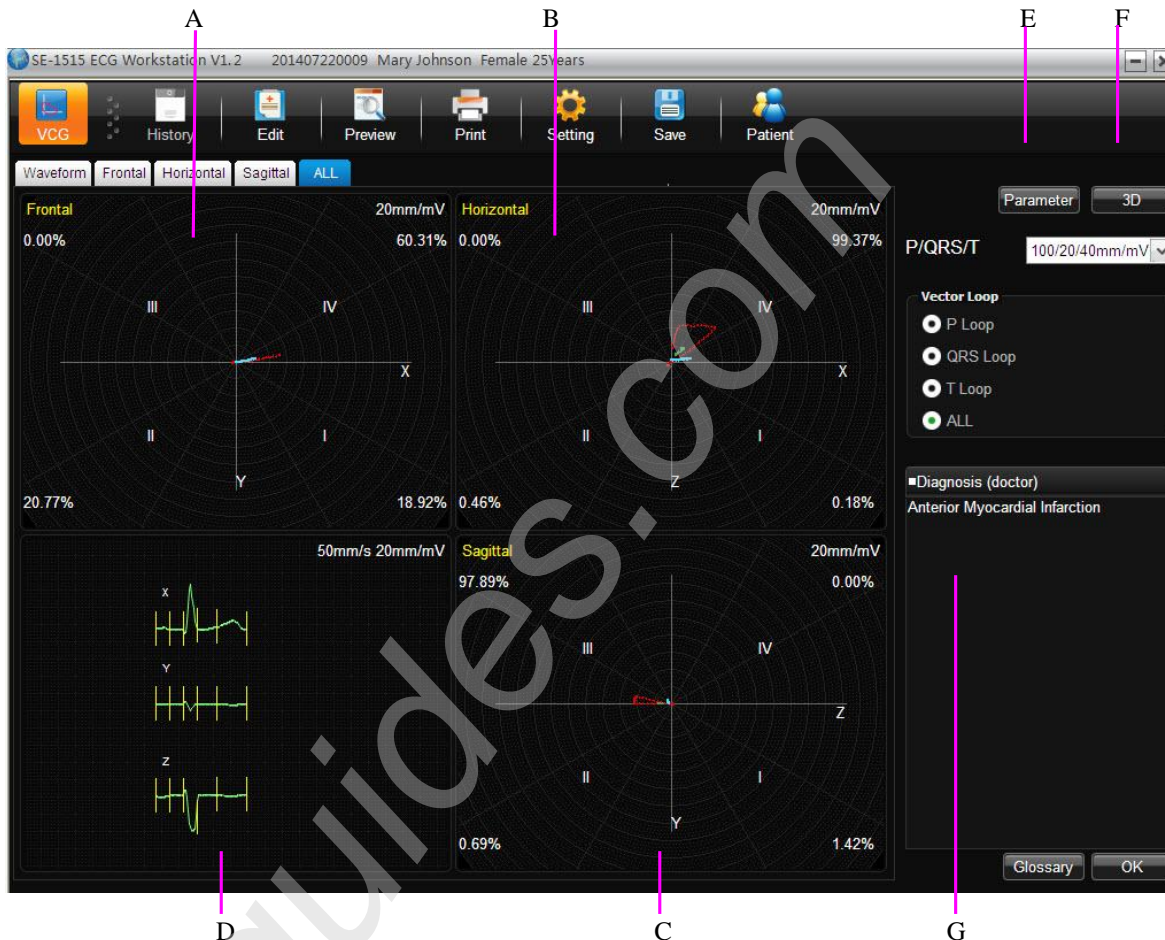 A B E F
SE-1515 ECG Workstation V1.2 201407220009 Mary Johnson Female 25Years
VCG History Edit Preview Print Setting Save Patient
Waveform Frontal Horizontal Sagittal ALL
Frontal 20mm/mV
0.00% 60.31%
III IV
X
II I
Y
20.77% 18.92%
Horizontal 20mm/mV
0.00% 99.37%
III IV
X
II I
Z
0.46% 0.18%
50mm/s 20mm/mV
X
Y
Z
Sagittal 20mm/mV
97.89% 0.00%
III IV
Z
II I
Y
0.69% 1.42%
Parameter 3D
P/QRS/T 100/20/40mm/mV
Vector Loop
P Loop
QRS Loop
T Loop
ALL
■Diagnosis (doctor)
Anterior Myocardial Infarction
Glossary OK
D C G
guides.com